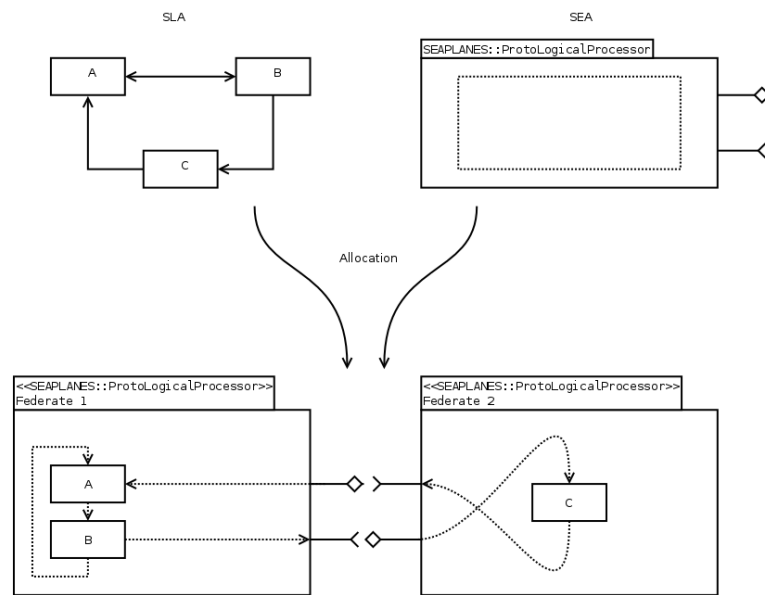 SLA
SEA
SEAPLANES::ProtoLogicalProcessor
A
B
C
Allocation
<<SEAPLANES::ProtoLogicalProcessor>>
Federate 1
<<SEAPLANES::ProtoLogicalProcessor>>
Federate 2
A
B
C